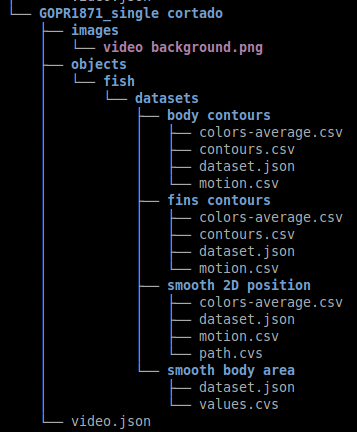 GOPR1871_single cortado
images
video background.png
objects
fish
datasets
body contours
colors-average.csv
contours.csv
dataset.json
motion.csv
fins contours
colors-average.csv
contours.csv
dataset.json
motion.csv
smooth 2D position
colors-average.csv
dataset.json
motion.csv
path.cvs
smooth body area
dataset.json
values.cvs
video.json